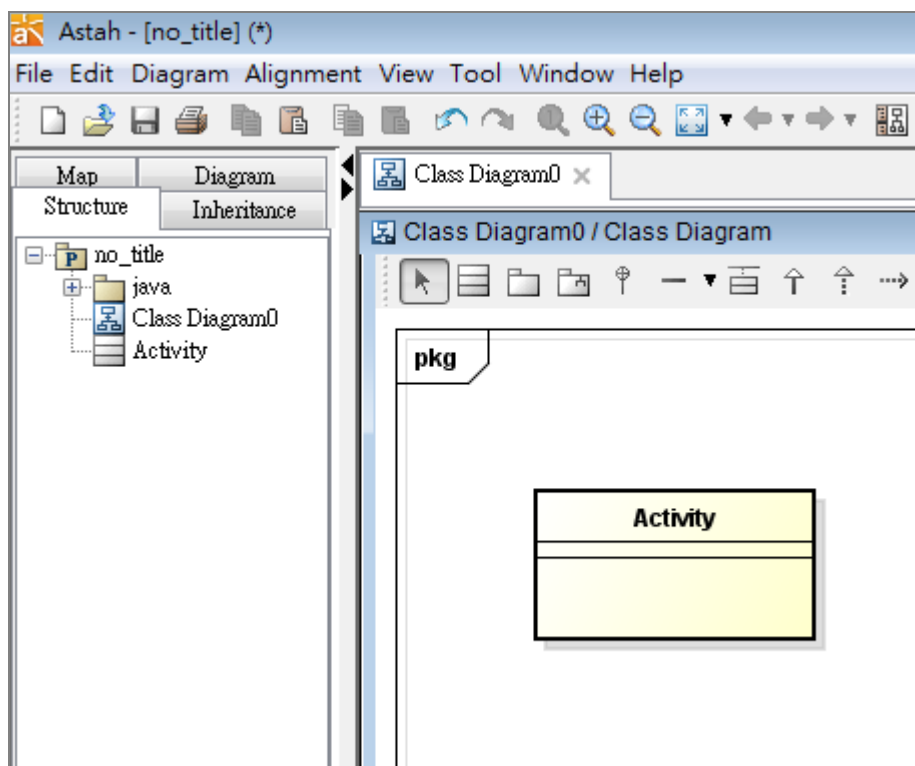 Astah - [no_title] (*)
File Edit Diagram Alignment View Tool Window Help
Map Diagram
Structure Inheritance
no_title
java
Class Diagram0
Activity
Class Diagram0
Class Diagram0 / Class Diagram
pkg
Activity